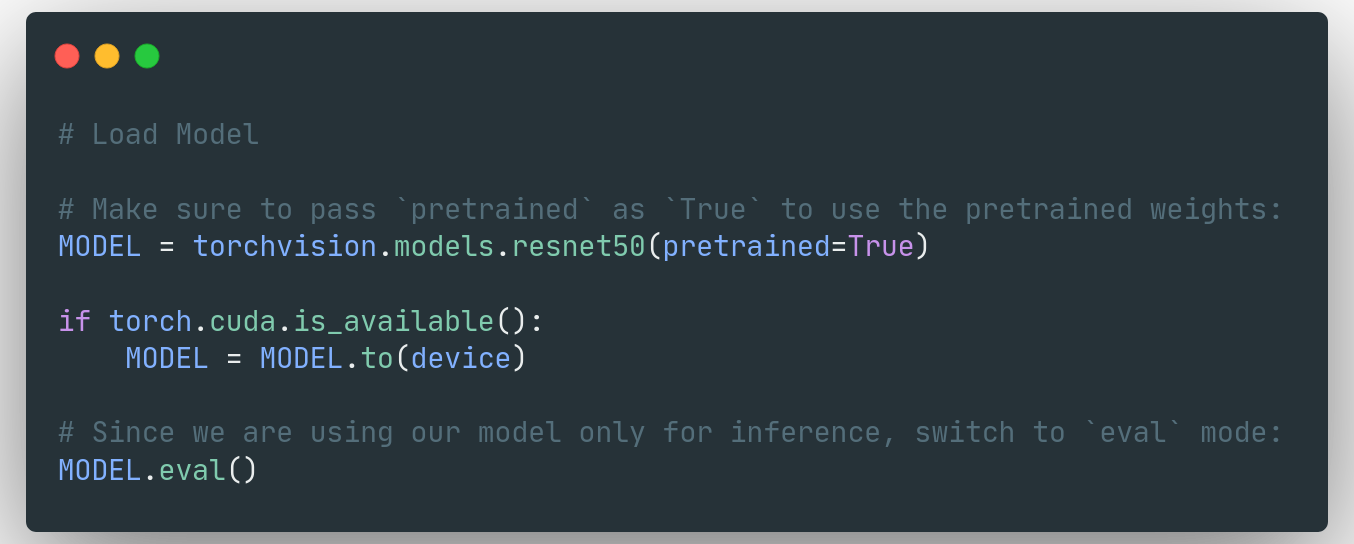 # Load Model
# Make sure to pass `pretrained` as `True` to use the pretrained weights:
MODEL = torchvision.models.resnet50(pretrained=True)
if torch.cuda.is_available():
    MODEL = MODEL.to(device)
# Since we are using our model only for inference, switch to `eval` mode:
MODEL.eval()